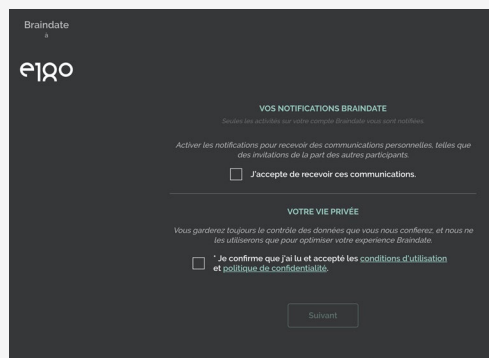 Braindate
à
e180
VOS NOTIFICATIONS BRAINDATE
Seules les activités sur votre compte Braindate vous sont notifiées.
Activer les notifications pour recevoir des communications personnelles, telles que
des invitations de la part des autres participants.
J'accepte de recevoir ces communications.
VOTRE VIE PRIVÉE
Vous garderez toujours le contrôle des données que vous nous confierez, et nous ne
les utiliserons que pour optimiser votre experience Braindate.
* Je confirme que j'ai lu et accepté les conditions d'utilisation
et politique de confidentialité.
Suivant